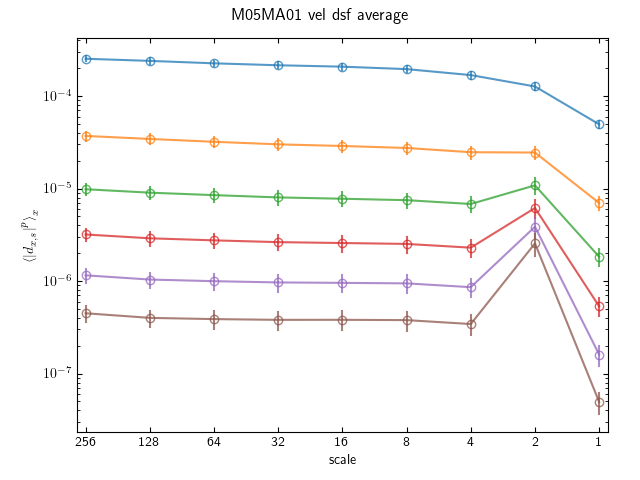 M05MA01 vel dsf average
10⁻⁴
10⁻⁵
10⁻⁶
10⁻⁷
⟨|d_{x,s}|^p⟩_x
256 128 64 32 16 8 4 2 1
scale